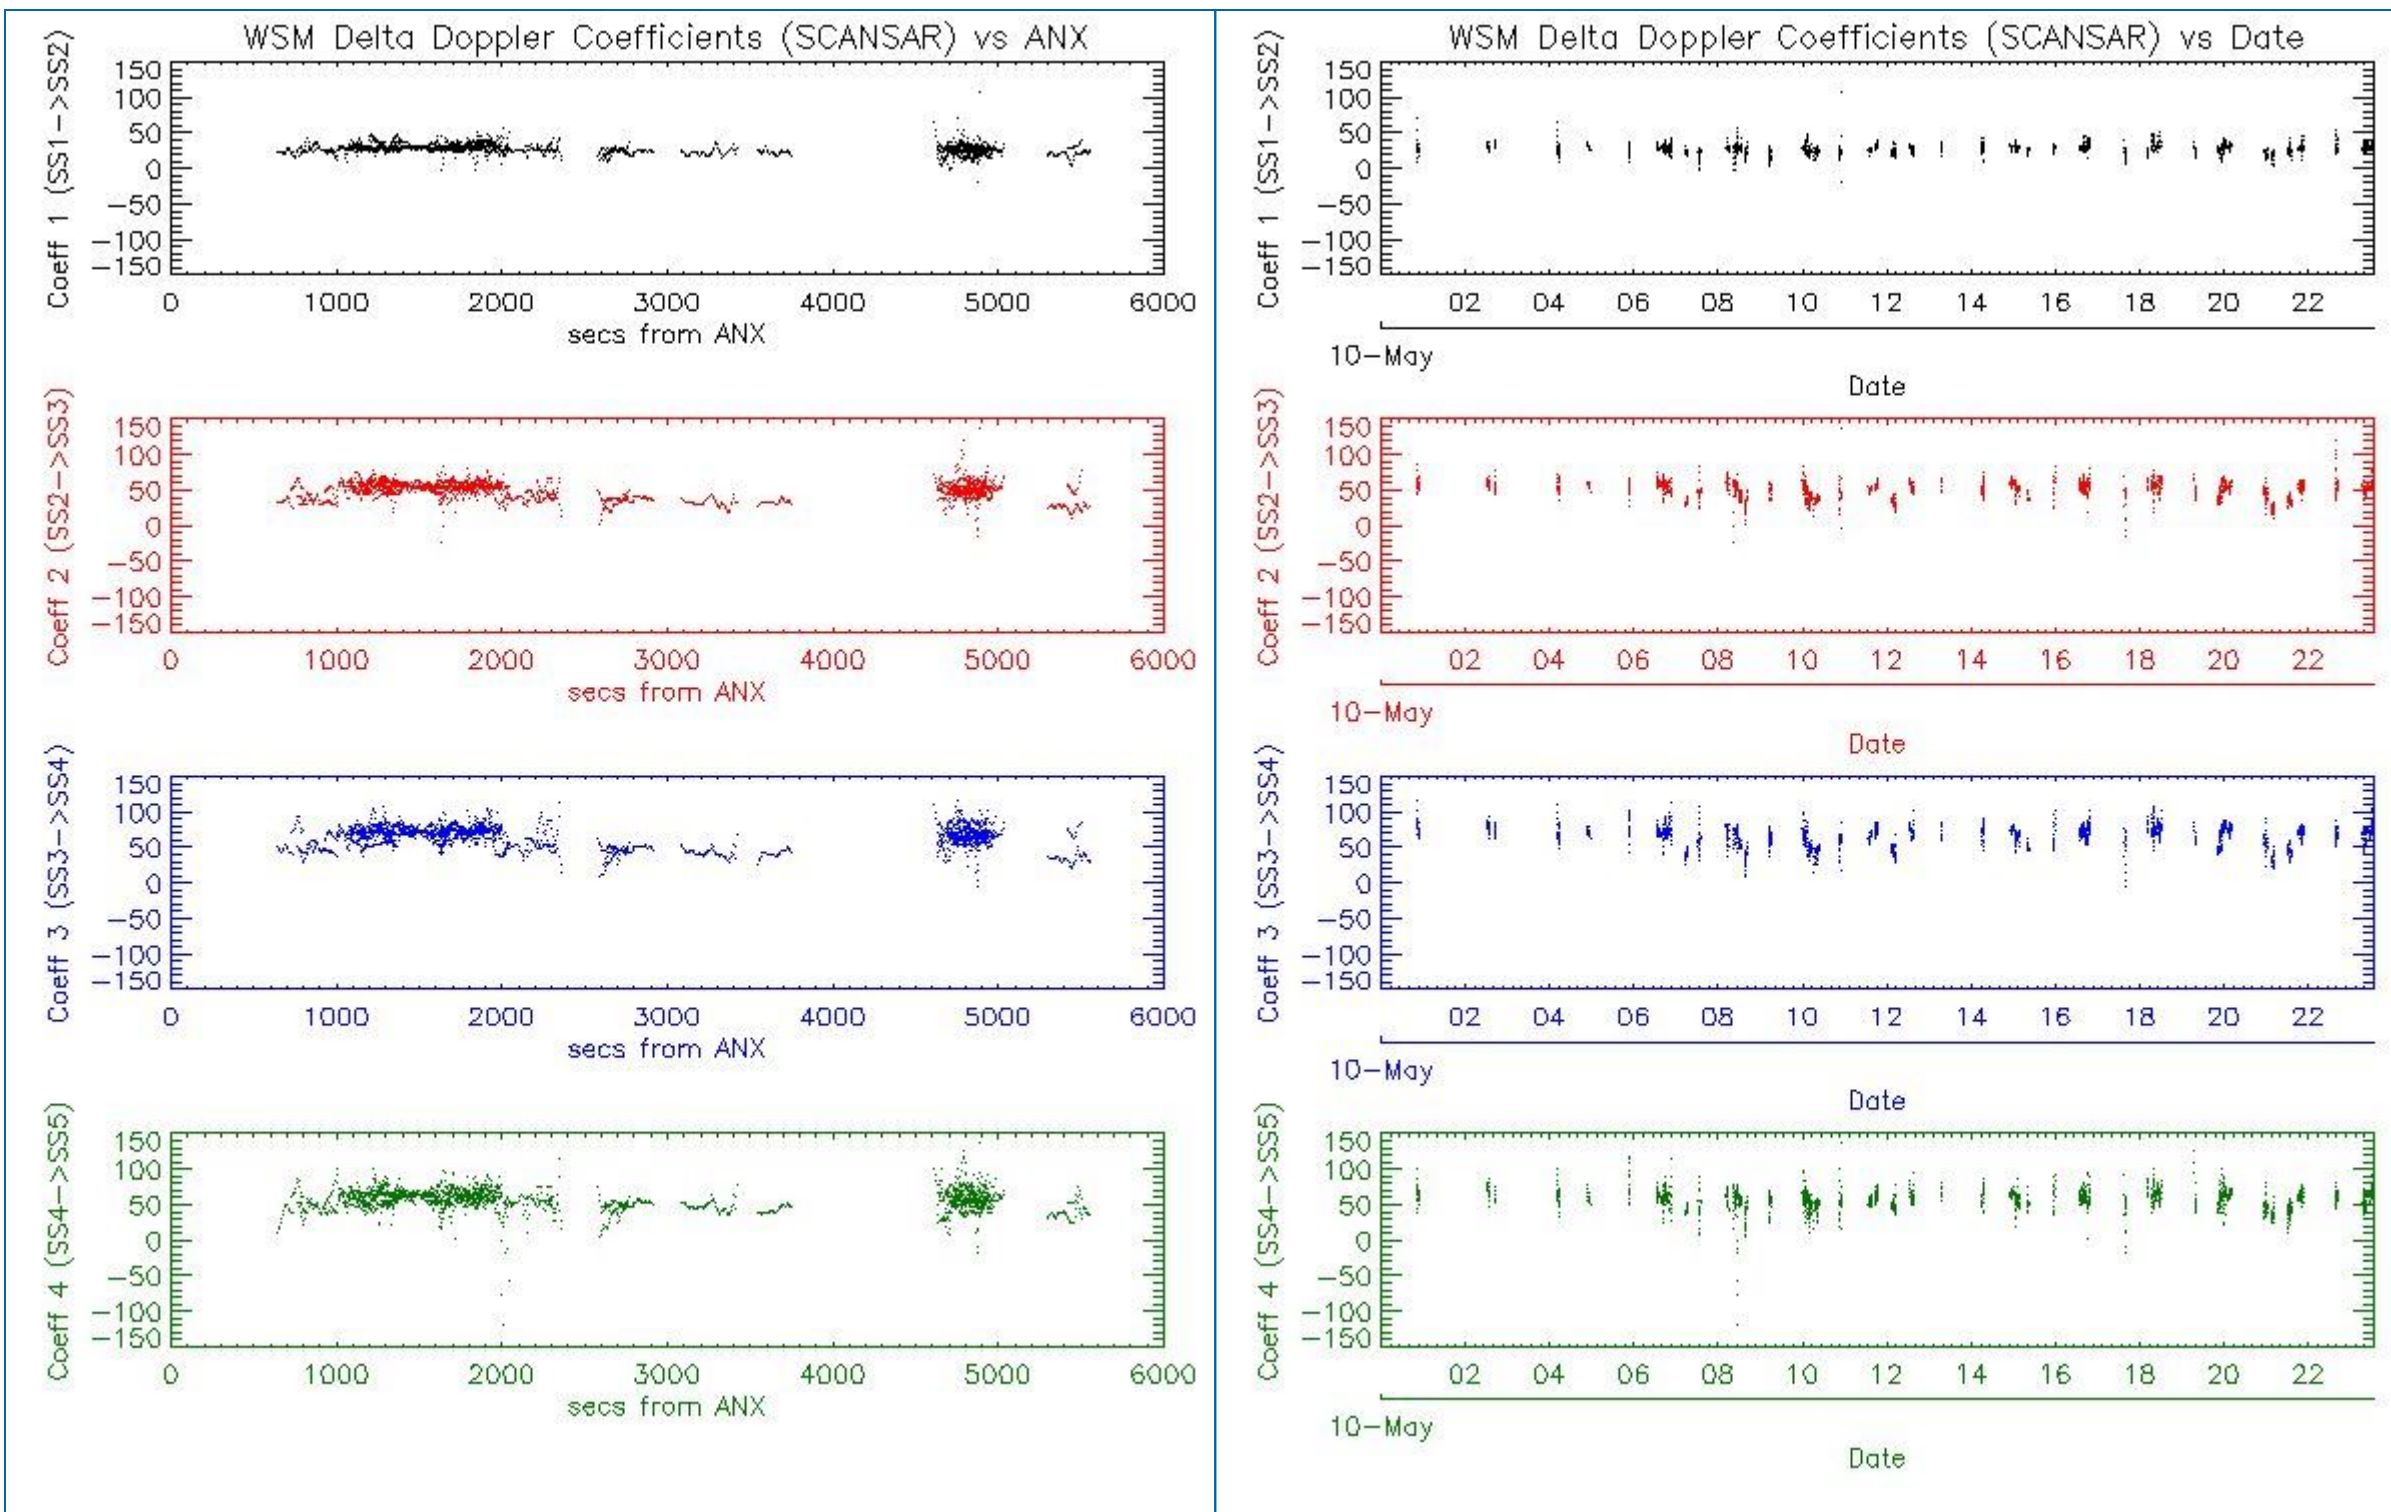 WSM Delta Doppler Coefficients (SCANSAR) vs ANX
Coeff 1 (SS1->SS2)
150
100
50
0
-50
-100
-150
0 1000 2000 3000 4000 5000 6000
secs from ANX
Coeff 2 (SS2->SS3)
150
100
50
0
-50
-100
-150
0 1000 2000 3000 4000 5000 6000
secs from ANX
Coeff 3 (SS3->SS4)
150
100
50
0
-50
-100
-150
0 1000 2000 3000 4000 5000 6000
secs from ANX
Coeff 4 (SS4->SS5)
150
100
50
0
-50
-100
-150
0 1000 2000 3000 4000 5000 6000
secs from ANX
WSM Delta Doppler Coefficients (SCANSAR) vs Date
Coeff 1 (SS1->SS2)
150
100
50
0
-50
-100
-150
02 04 06 08 10 12 14 16 18 20 22
10-May
Date
Coeff 2 (SS2->SS3)
150
100
50
0
-50
-100
-150
02 04 06 08 10 12 14 16 18 20 22
10-May
Date
Coeff 3 (SS3->SS4)
150
100
50
0
-50
-100
-150
02 04 06 08 10 12 14 16 18 20 22
10-May
Date
Coeff 4 (SS4->SS5)
150
100
50
0
-50
-100
-150
02 04 06 08 10 12 14 16 18 20 22
10-May
Date